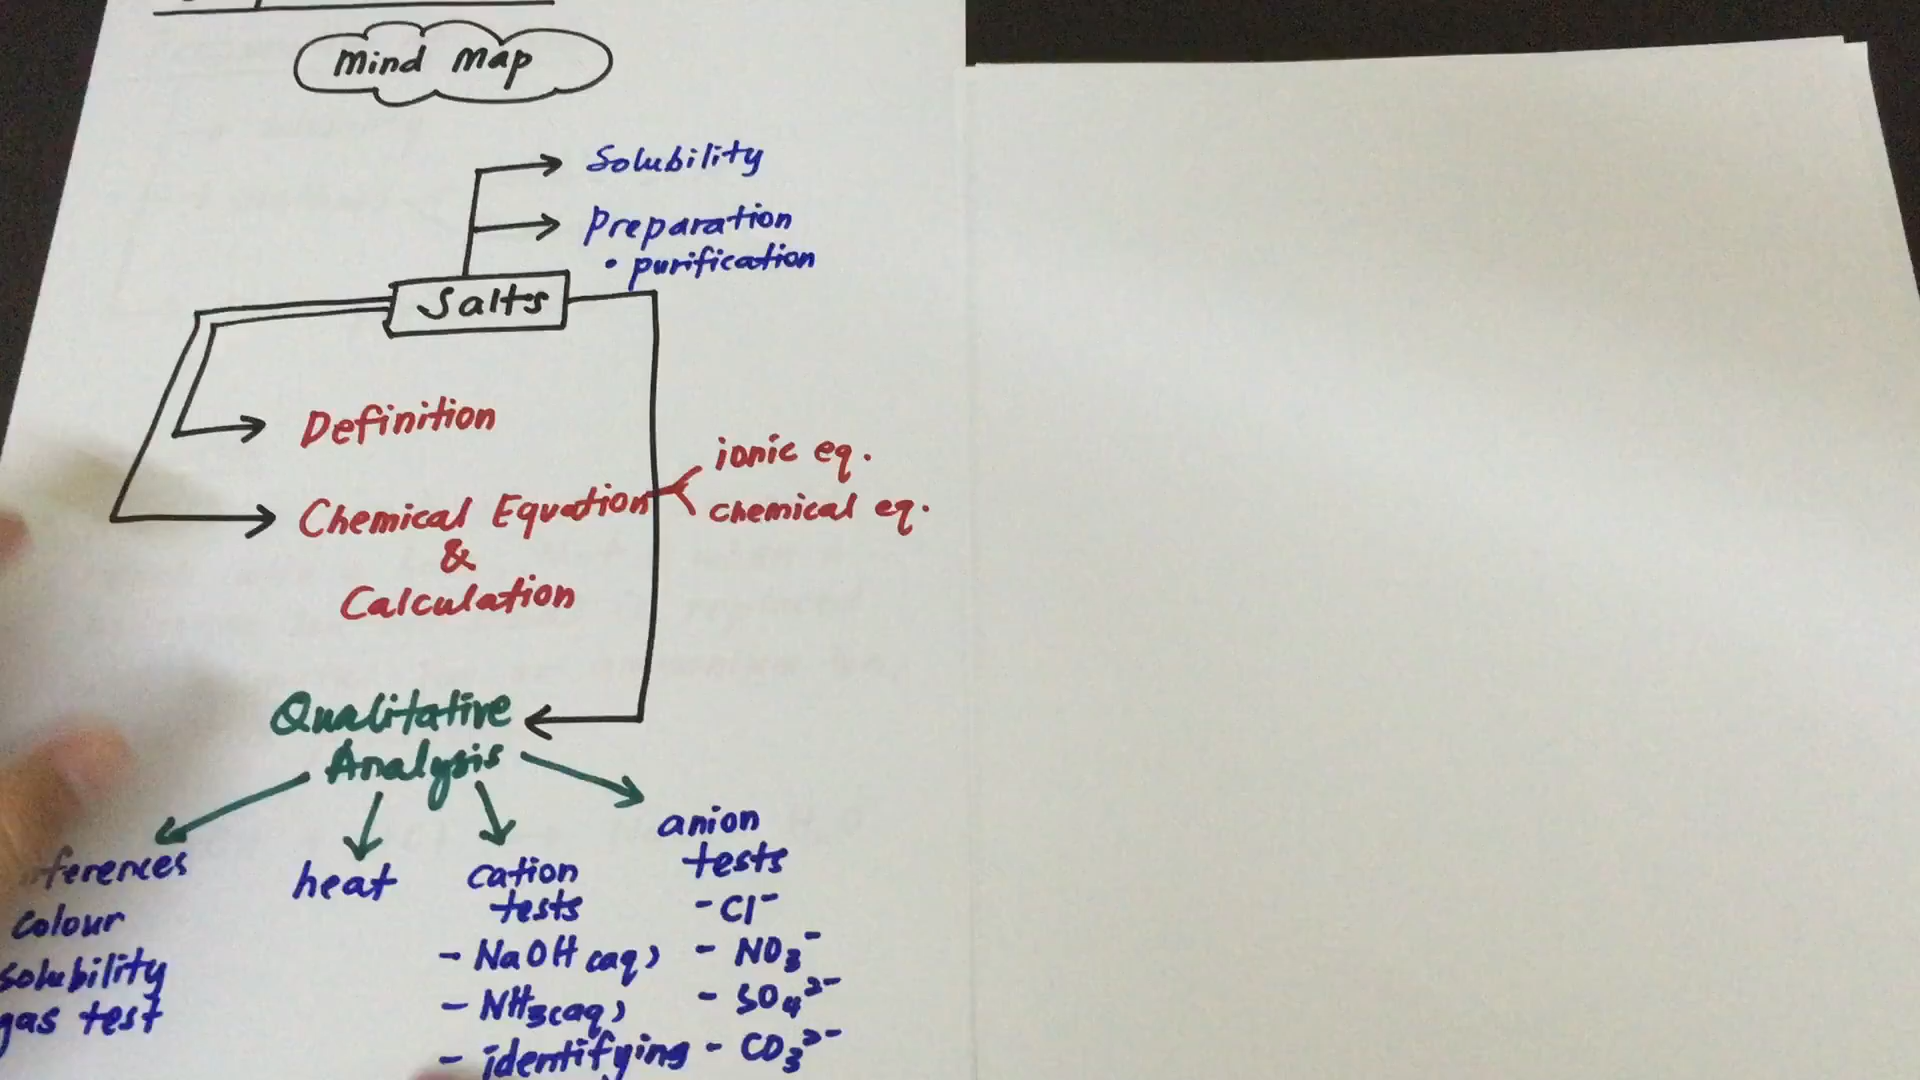 Mind Map
Solubility
Preparation
• purification
Salts
Definition
ionic eq.
Chemical Equation
chemical eq.
&
Calculation
Qualitative
Analysis
anion
tests
- Cl⁻
- NO₃⁻
- SO₄²⁻
- CO₃²⁻
cation
tests
- NaOH (aq)
- NH₃(aq)
- identifying
heat
colour
solubility
gas test